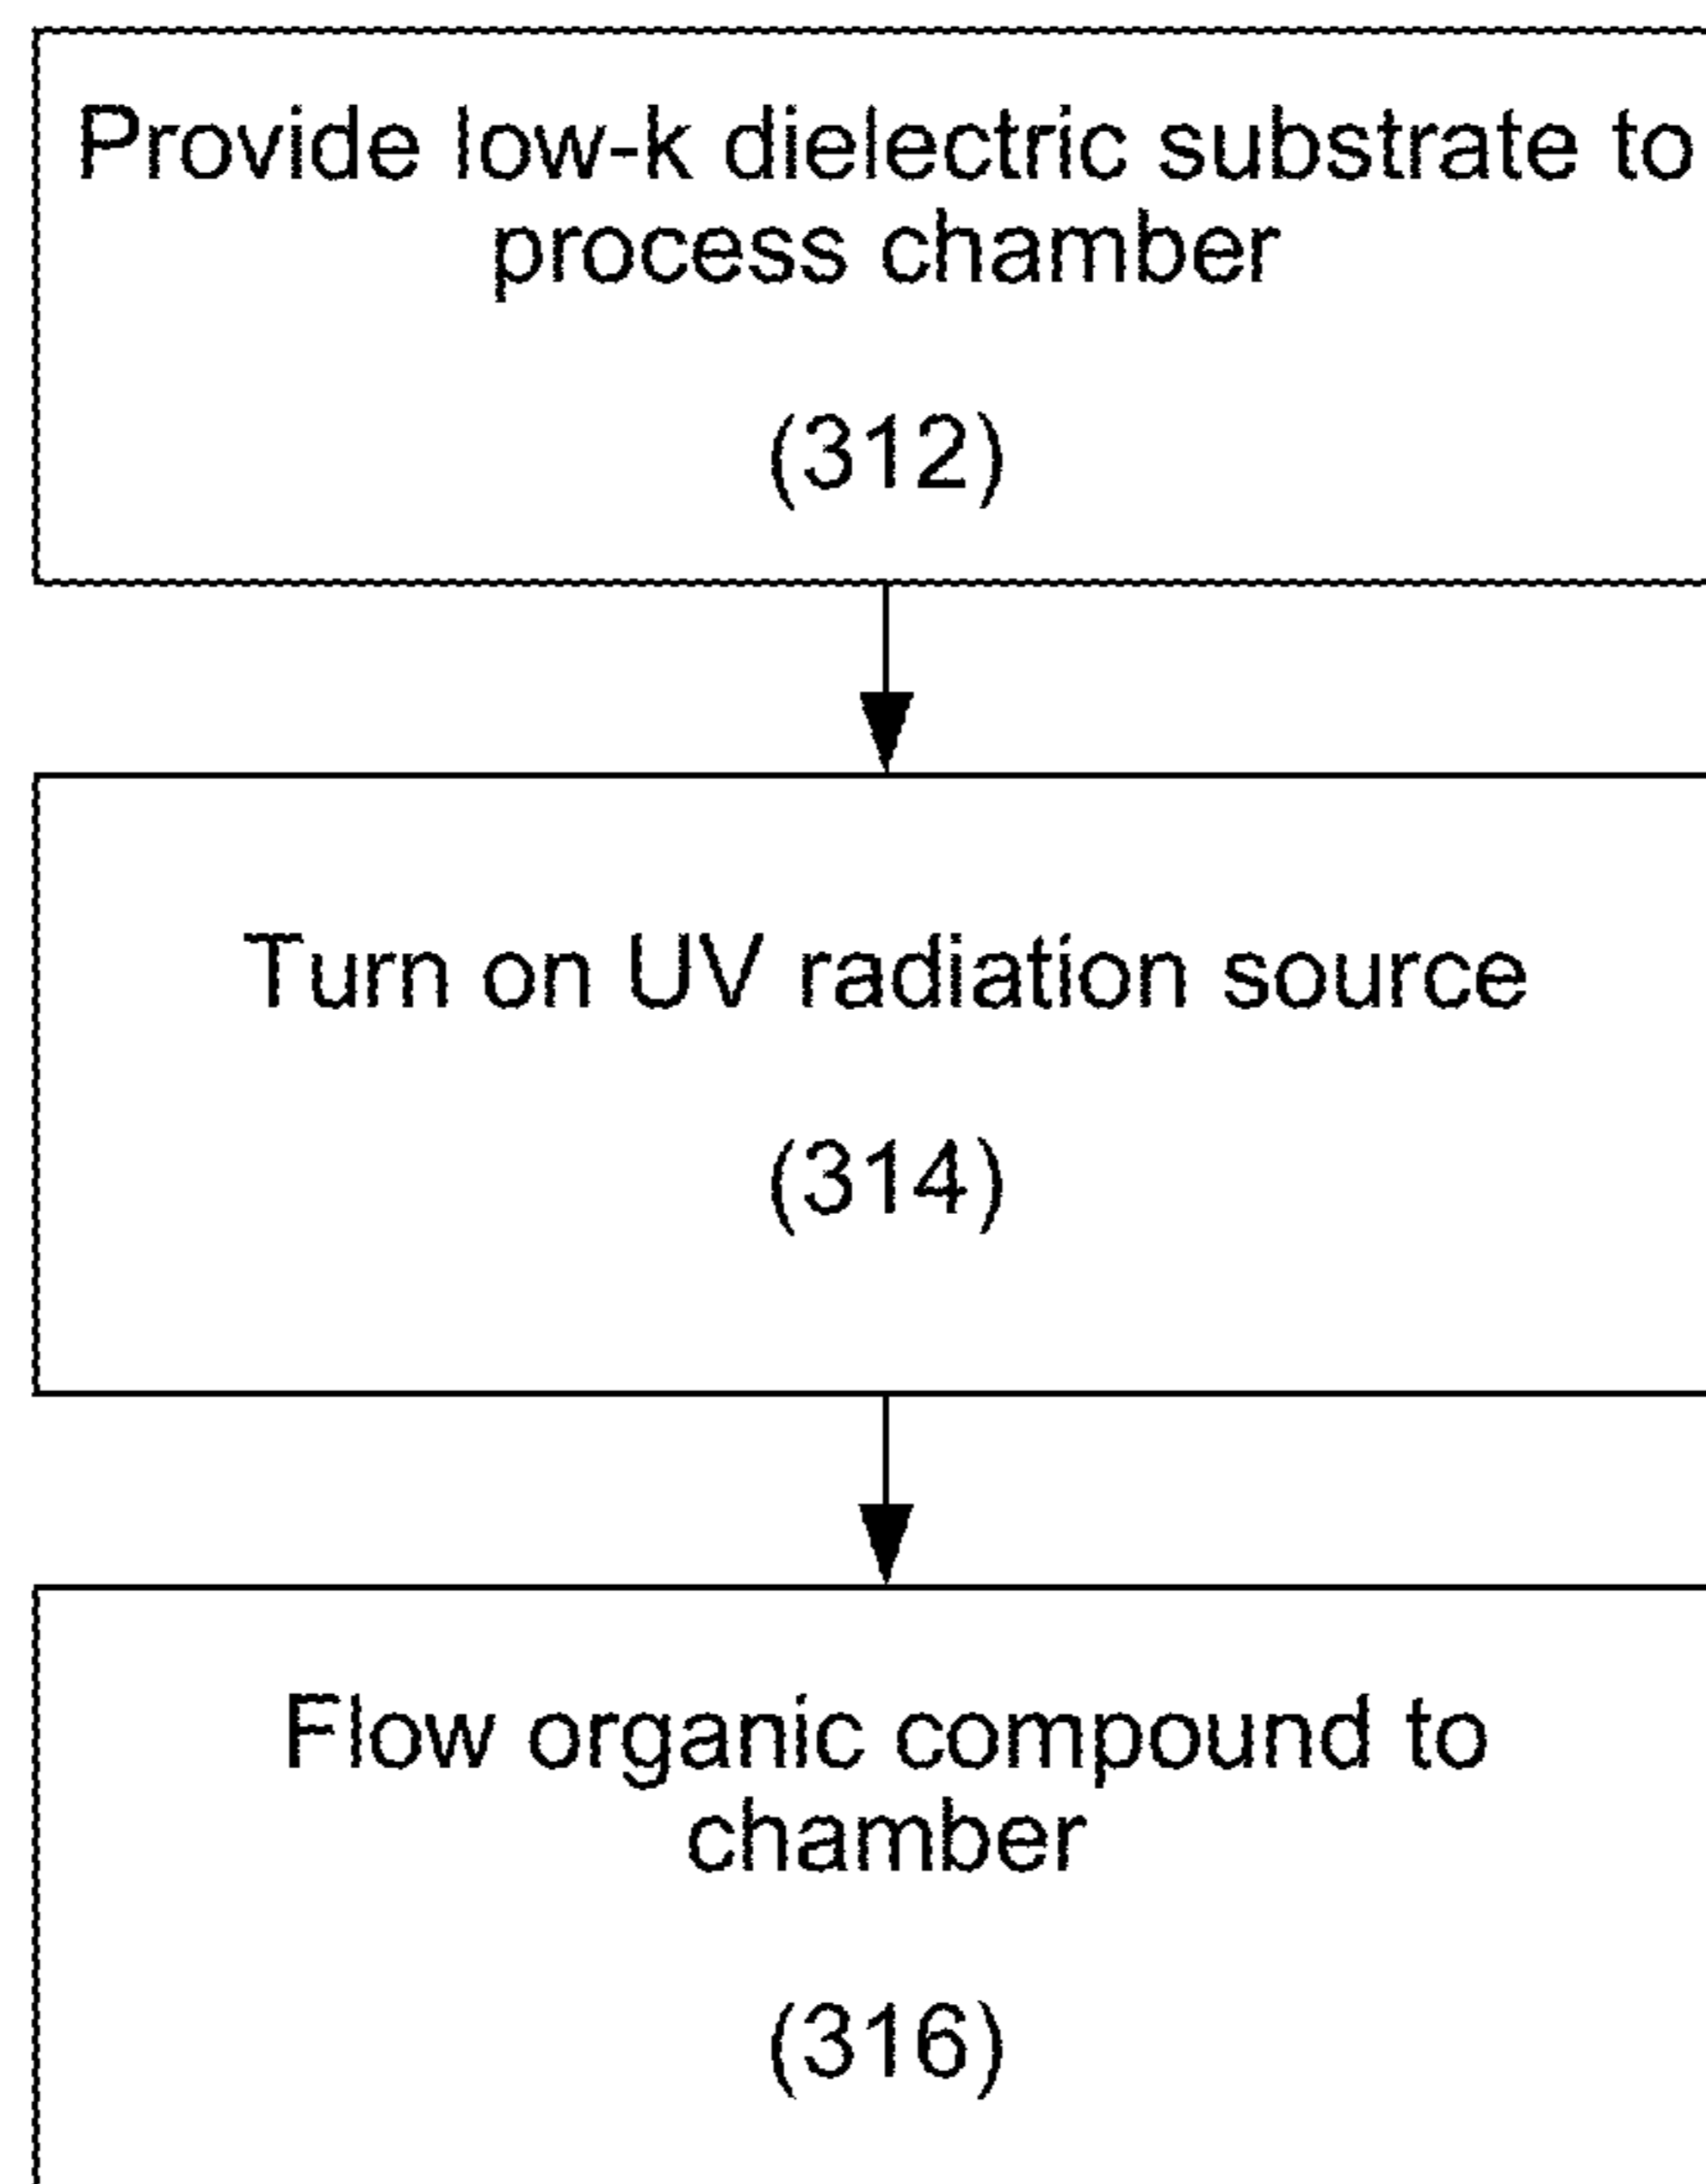 Provide low-k dielectric substrate to
process chamber
(312)
Turn on UV radiation source
(314)
Flow organic compound to
chamber
(316)